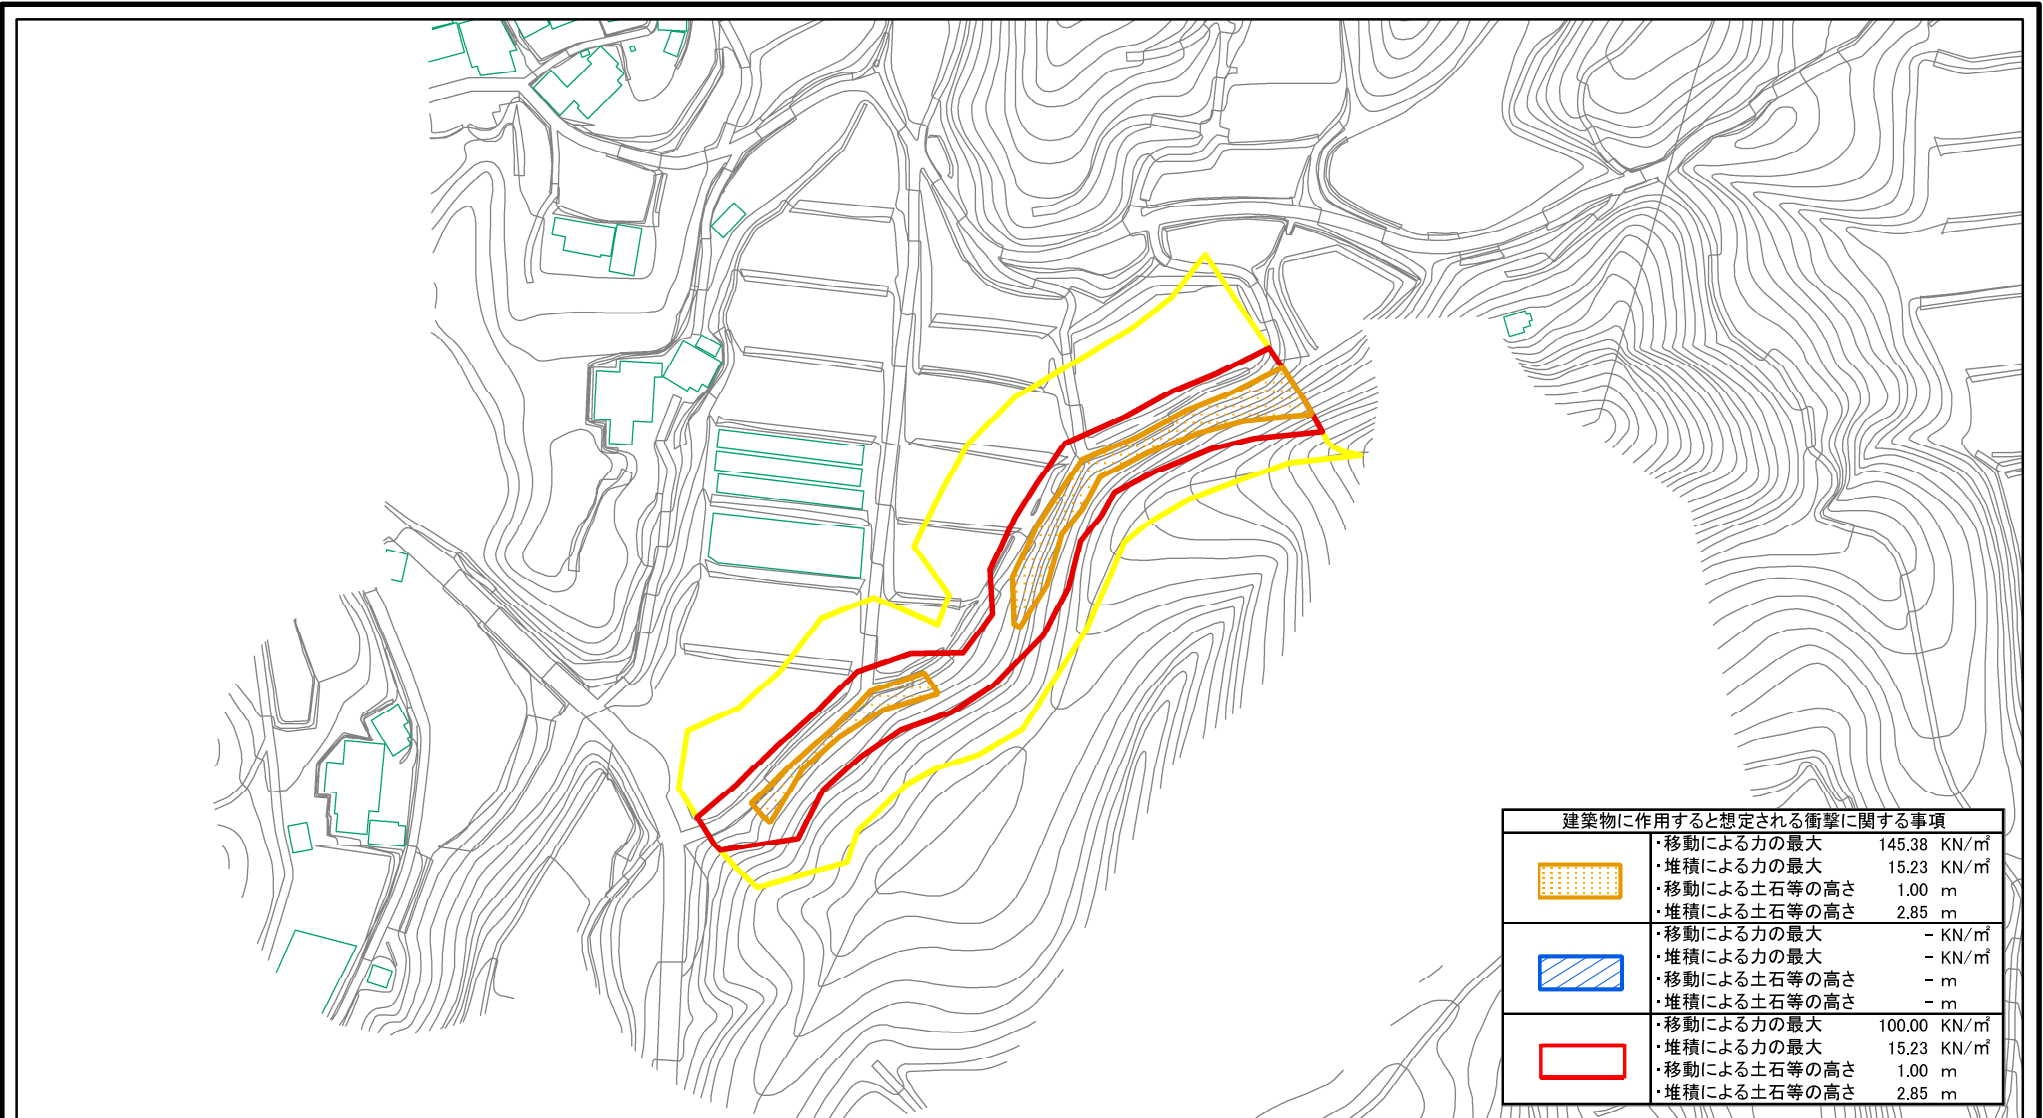 建築物に作用すると想定される衝撃に関する事項
・移動による力の最大 145.38 KN/㎡
・堆積による力の最大 15.23 KN/㎡
・移動による土石等の高さ 1.00 m
・堆積による土石等の高さ 2.85 m
・移動による力の最大 - KN/㎡
・堆積による力の最大 - KN/㎡
・移動による土石等の高さ - m
・堆積による土石等の高さ - m
・移動による力の最大 100.00 KN/㎡
・堆積による力の最大 15.23 KN/㎡
・移動による土石等の高さ 1.00 m
・堆積による土石等の高さ 2.85 m